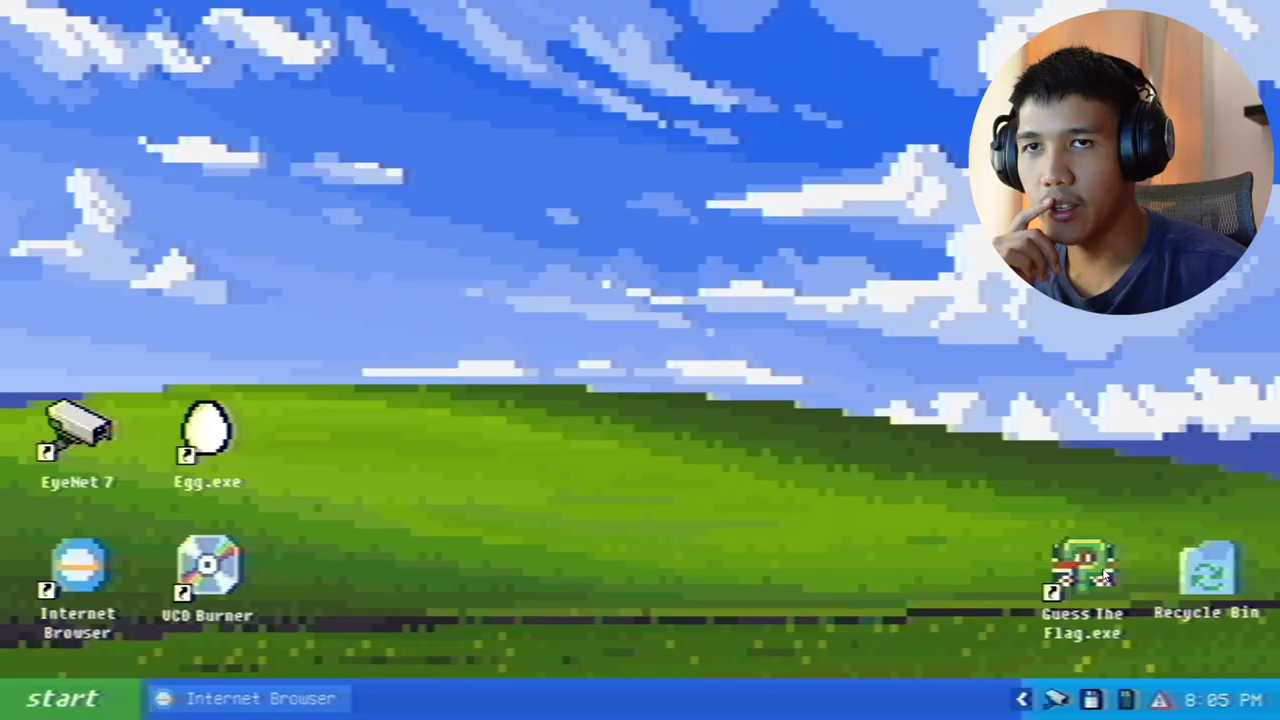 EyeNet 7
Egg.exe
Internet
Browser
VCD Burner
Guess The
Flag.exe
Recycle Bin
start
Internet Browser
8:05 PM